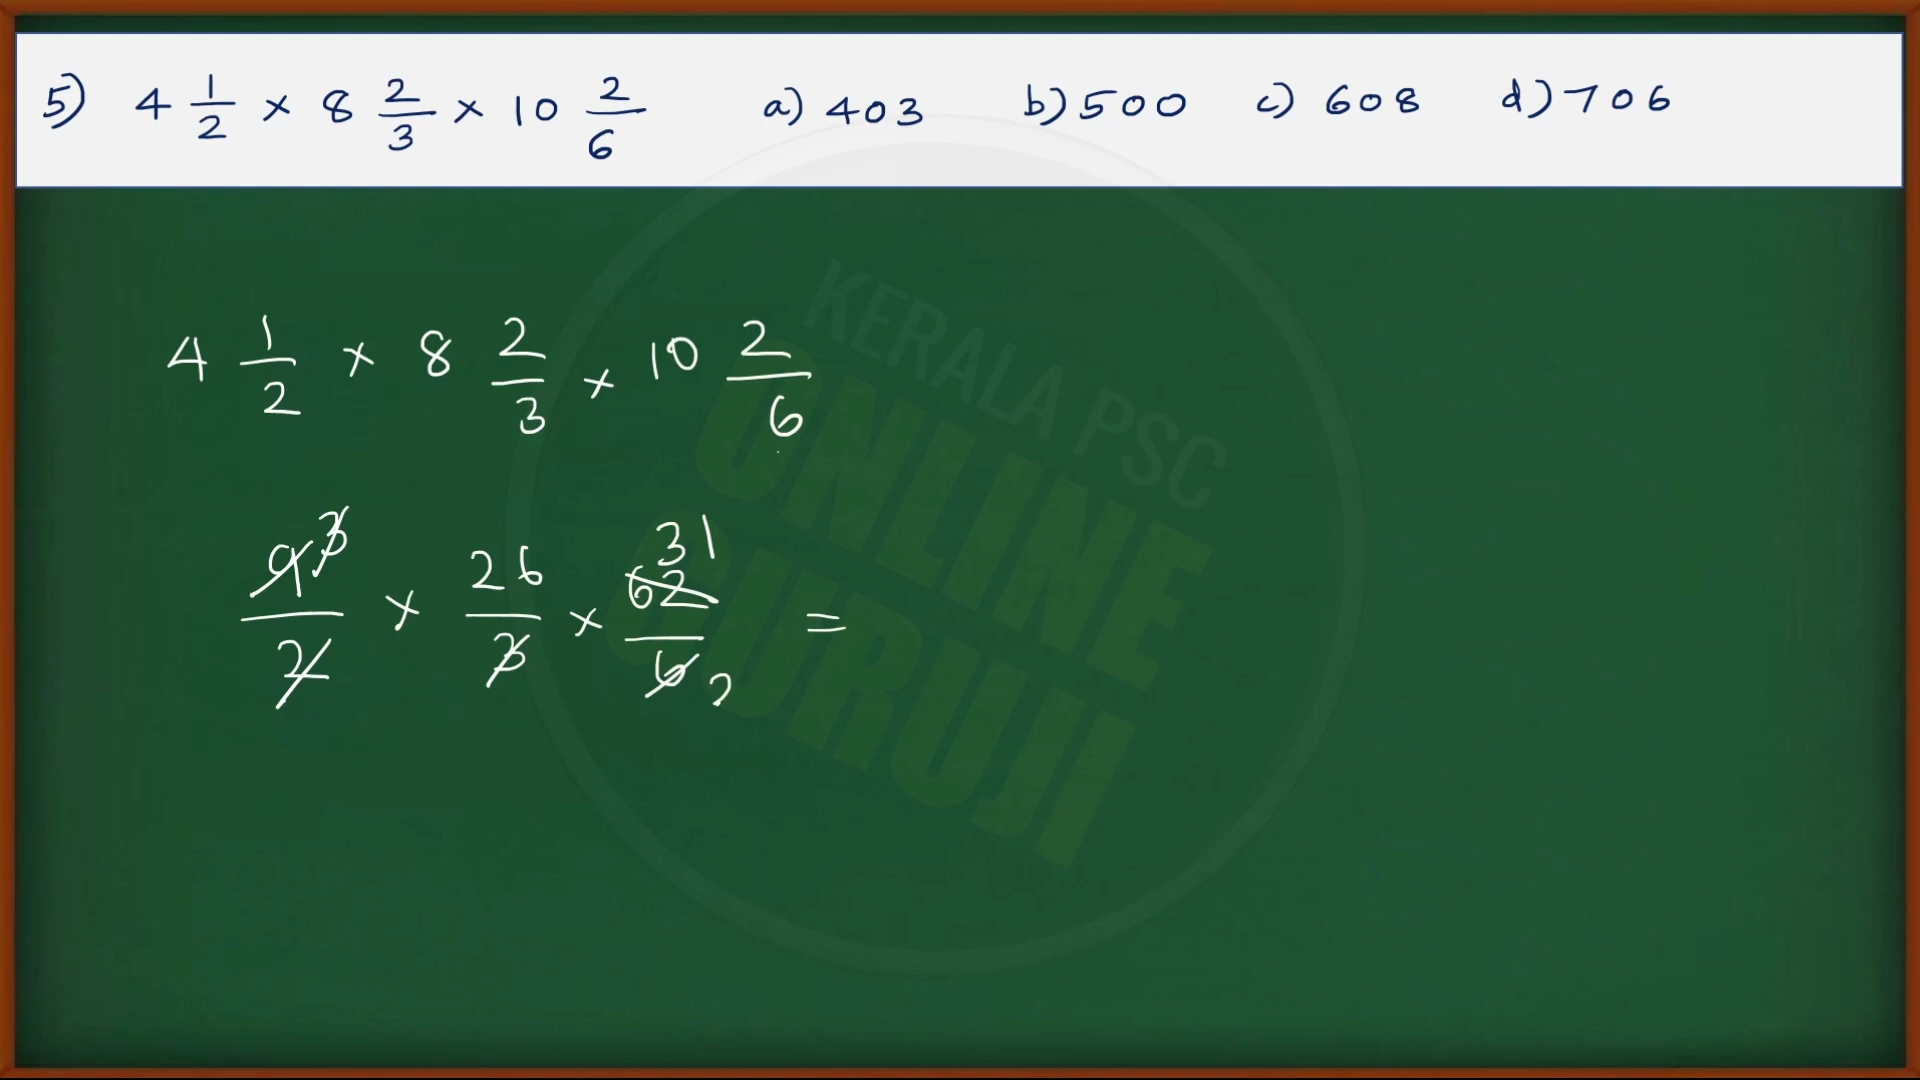 5) 4 1/2 × 8 2/3 × 10 2/6 a) 403 b) 500 c) 608 d) 706
4 1/2 × 8 2/3 × 10 2/6
9 3/2 × 26/3 × 31 62/6 2 =
KERALA PSC
ONLINE
GURUJI